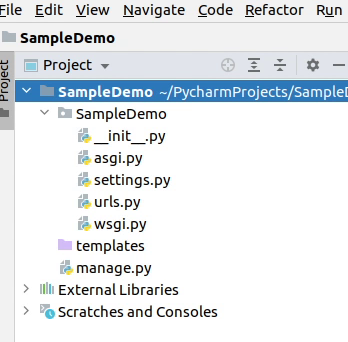 File Edit View Navigate Code Refactor Run
SampleDemo
Project
Project
SampleDemo ~/PycharmProjects/SampleD
SampleDemo
__init__.py
asgi.py
settings.py
urls.py
wsgi.py
templates
manage.py
External Libraries
Scratches and Consoles